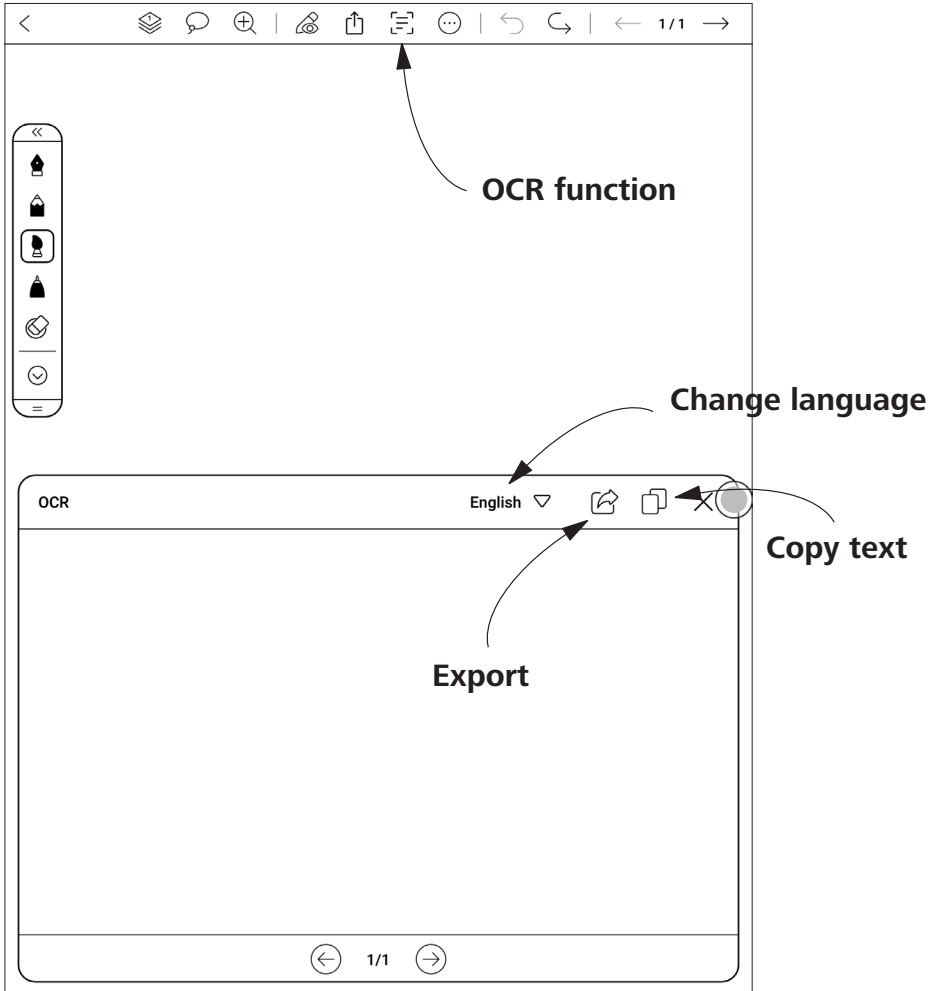 1/1
OCR function
Change language
OCR English
Copy text
Export
1/1